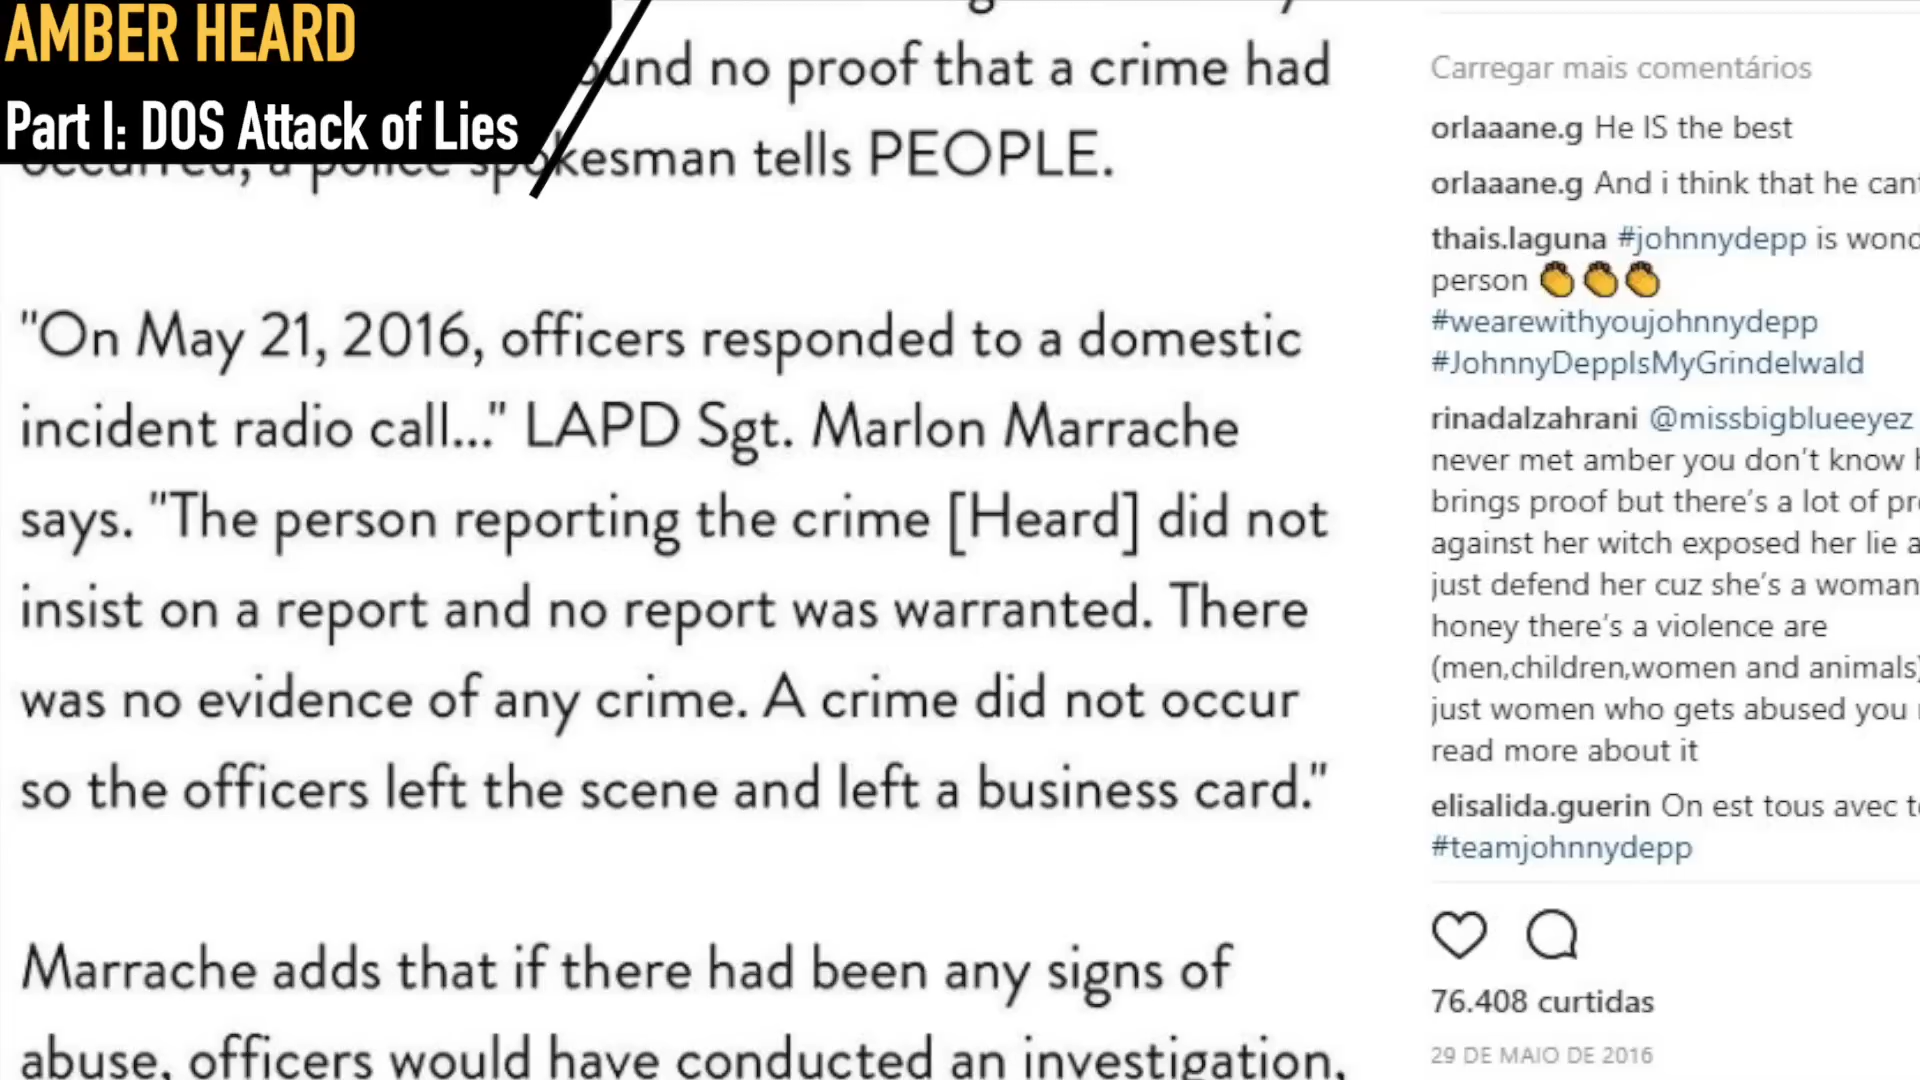 AMBER HEARD
Part I: DOS Attack of Lies
no proof that a crime had
occurred, a police spokesman tells PEOPLE.
"On May 21, 2016, officers responded to a domestic
incident radio call..." LAPD Sgt. Marlon Marrache
says. "The person reporting the crime [Heard] did not
insist on a report and no report was warranted. There
was no evidence of any crime. A crime did not occur
so the officers left the scene and left a business card."
Marrache adds that if there had been any signs of
abuse, officers would have conducted an investigation,
Carregar mais comentários
orlaaane.g He IS the best
orlaaane.g And i think that he
thais.laguna #johnnydepp is
person 👏👏👏
#wearewithyoujohnnydepp
#JohnnyDeppIsMyGrindelwald
rinadalzahrani @missbigblueeyez
never met amber you don't know
brings proof but there's a lot of
against her witch exposed her lie
just defend her cuz she's a woman
honey there's a violence are
(men,children,women and animals)
just women who gets abused you
read more about it
elisalida.guerin On est tous avec
#teamjohnnydepp
76.408 curtidas
29 DE MAIO DE 2016